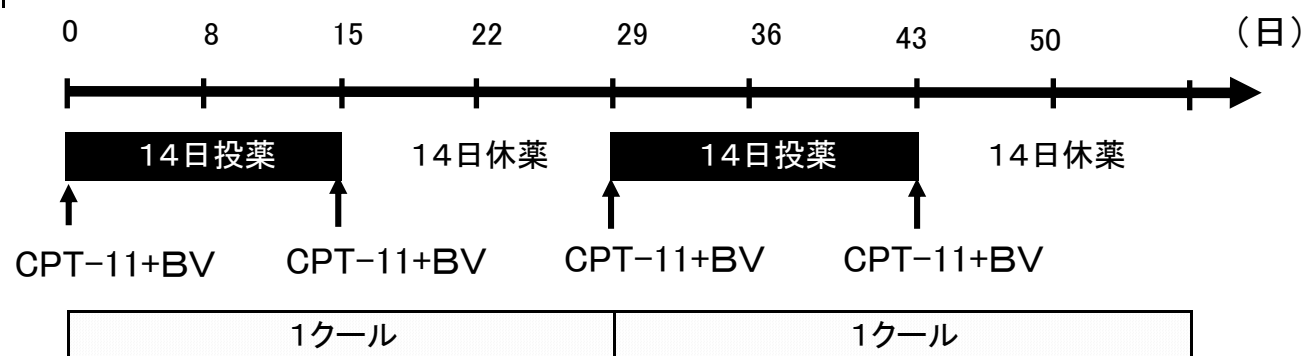 0 8 15 22 29 36 43 50 （日）
14日投薬 14日休薬 14日投薬 14日休薬
CPT-11+BV CPT-11+BV CPT-11+BV CPT-11+BV
1クール 1クール